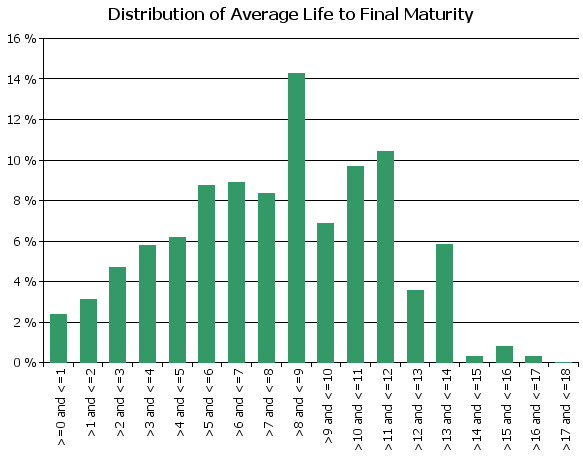 Distribution of Average Life to Final Maturity
16 %
14 %
12 %
10 %
8 %
6 %
4 %
2 %
0 %
>=0 and <=1
>1 and <=2
>2 and <=3
>3 and <=4
>4 and <=5
>5 and <=6
>6 and <=7
>7 and <=8
>8 and <=9
>9 and <=10
>10 and <=11
>11 and <=12
>12 and <=13
>13 and <=14
>14 and <=15
>15 and <=16
>16 and <=17
>17 and <=18